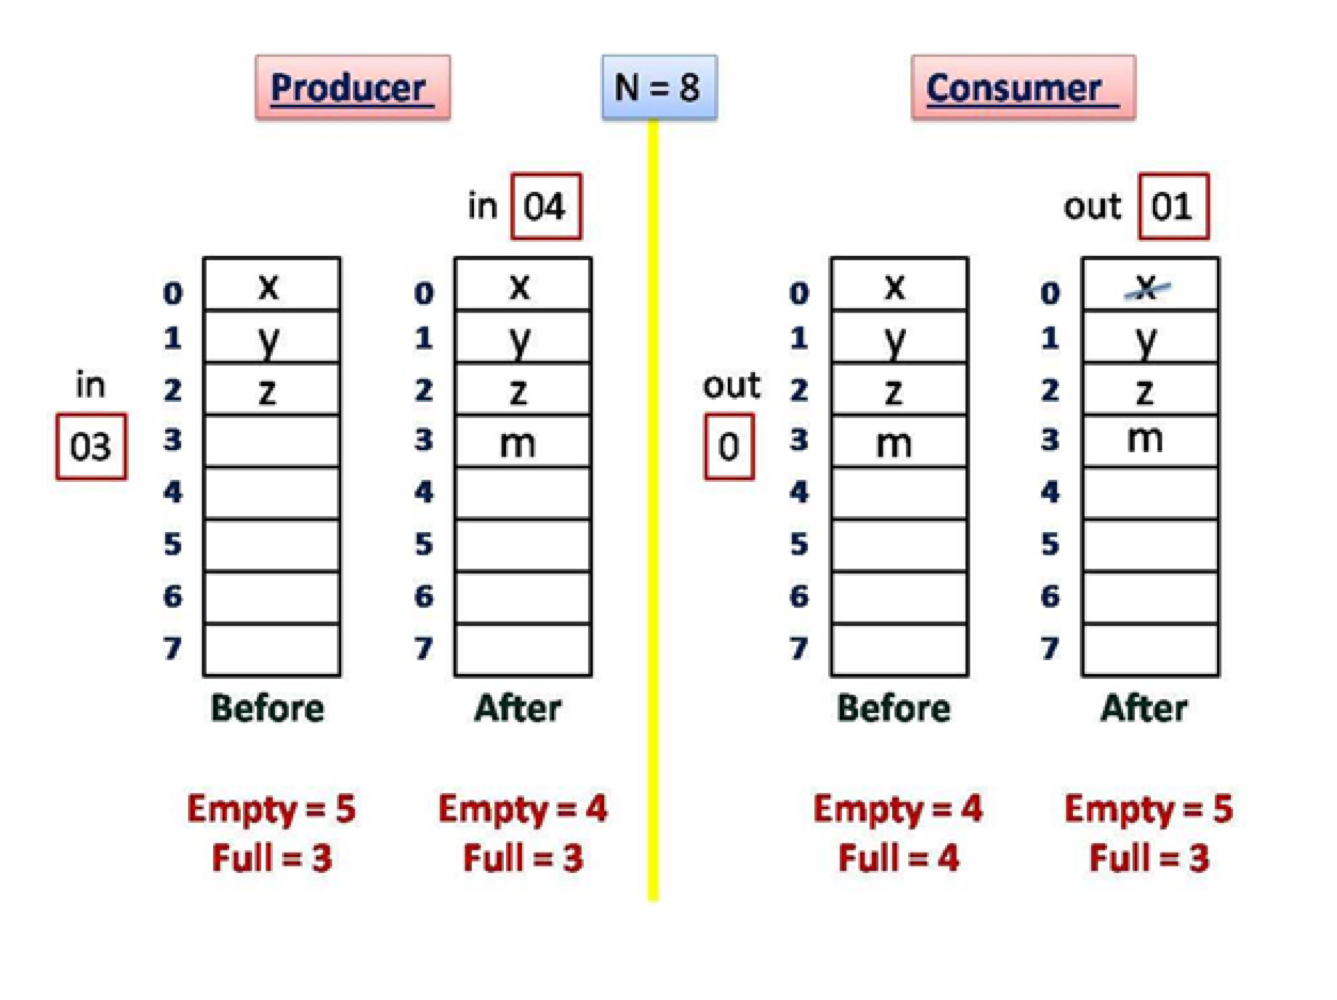 Producer
N = 8
Consumer
in 04
out 01
in
03
0 x
1 y
2 z
3
4
5
6
7
Before
Empty = 5
Full = 3
0 x
1 y
2 z
3 m
4
5
6
7
After
Empty = 4
Full = 3
out
0
0 x
1 y
2 z
3 m
4
5
6
7
Before
Empty = 4
Full = 4
0 x
1 y
2 z
3 m
4
5
6
7
After
Empty = 5
Full = 3